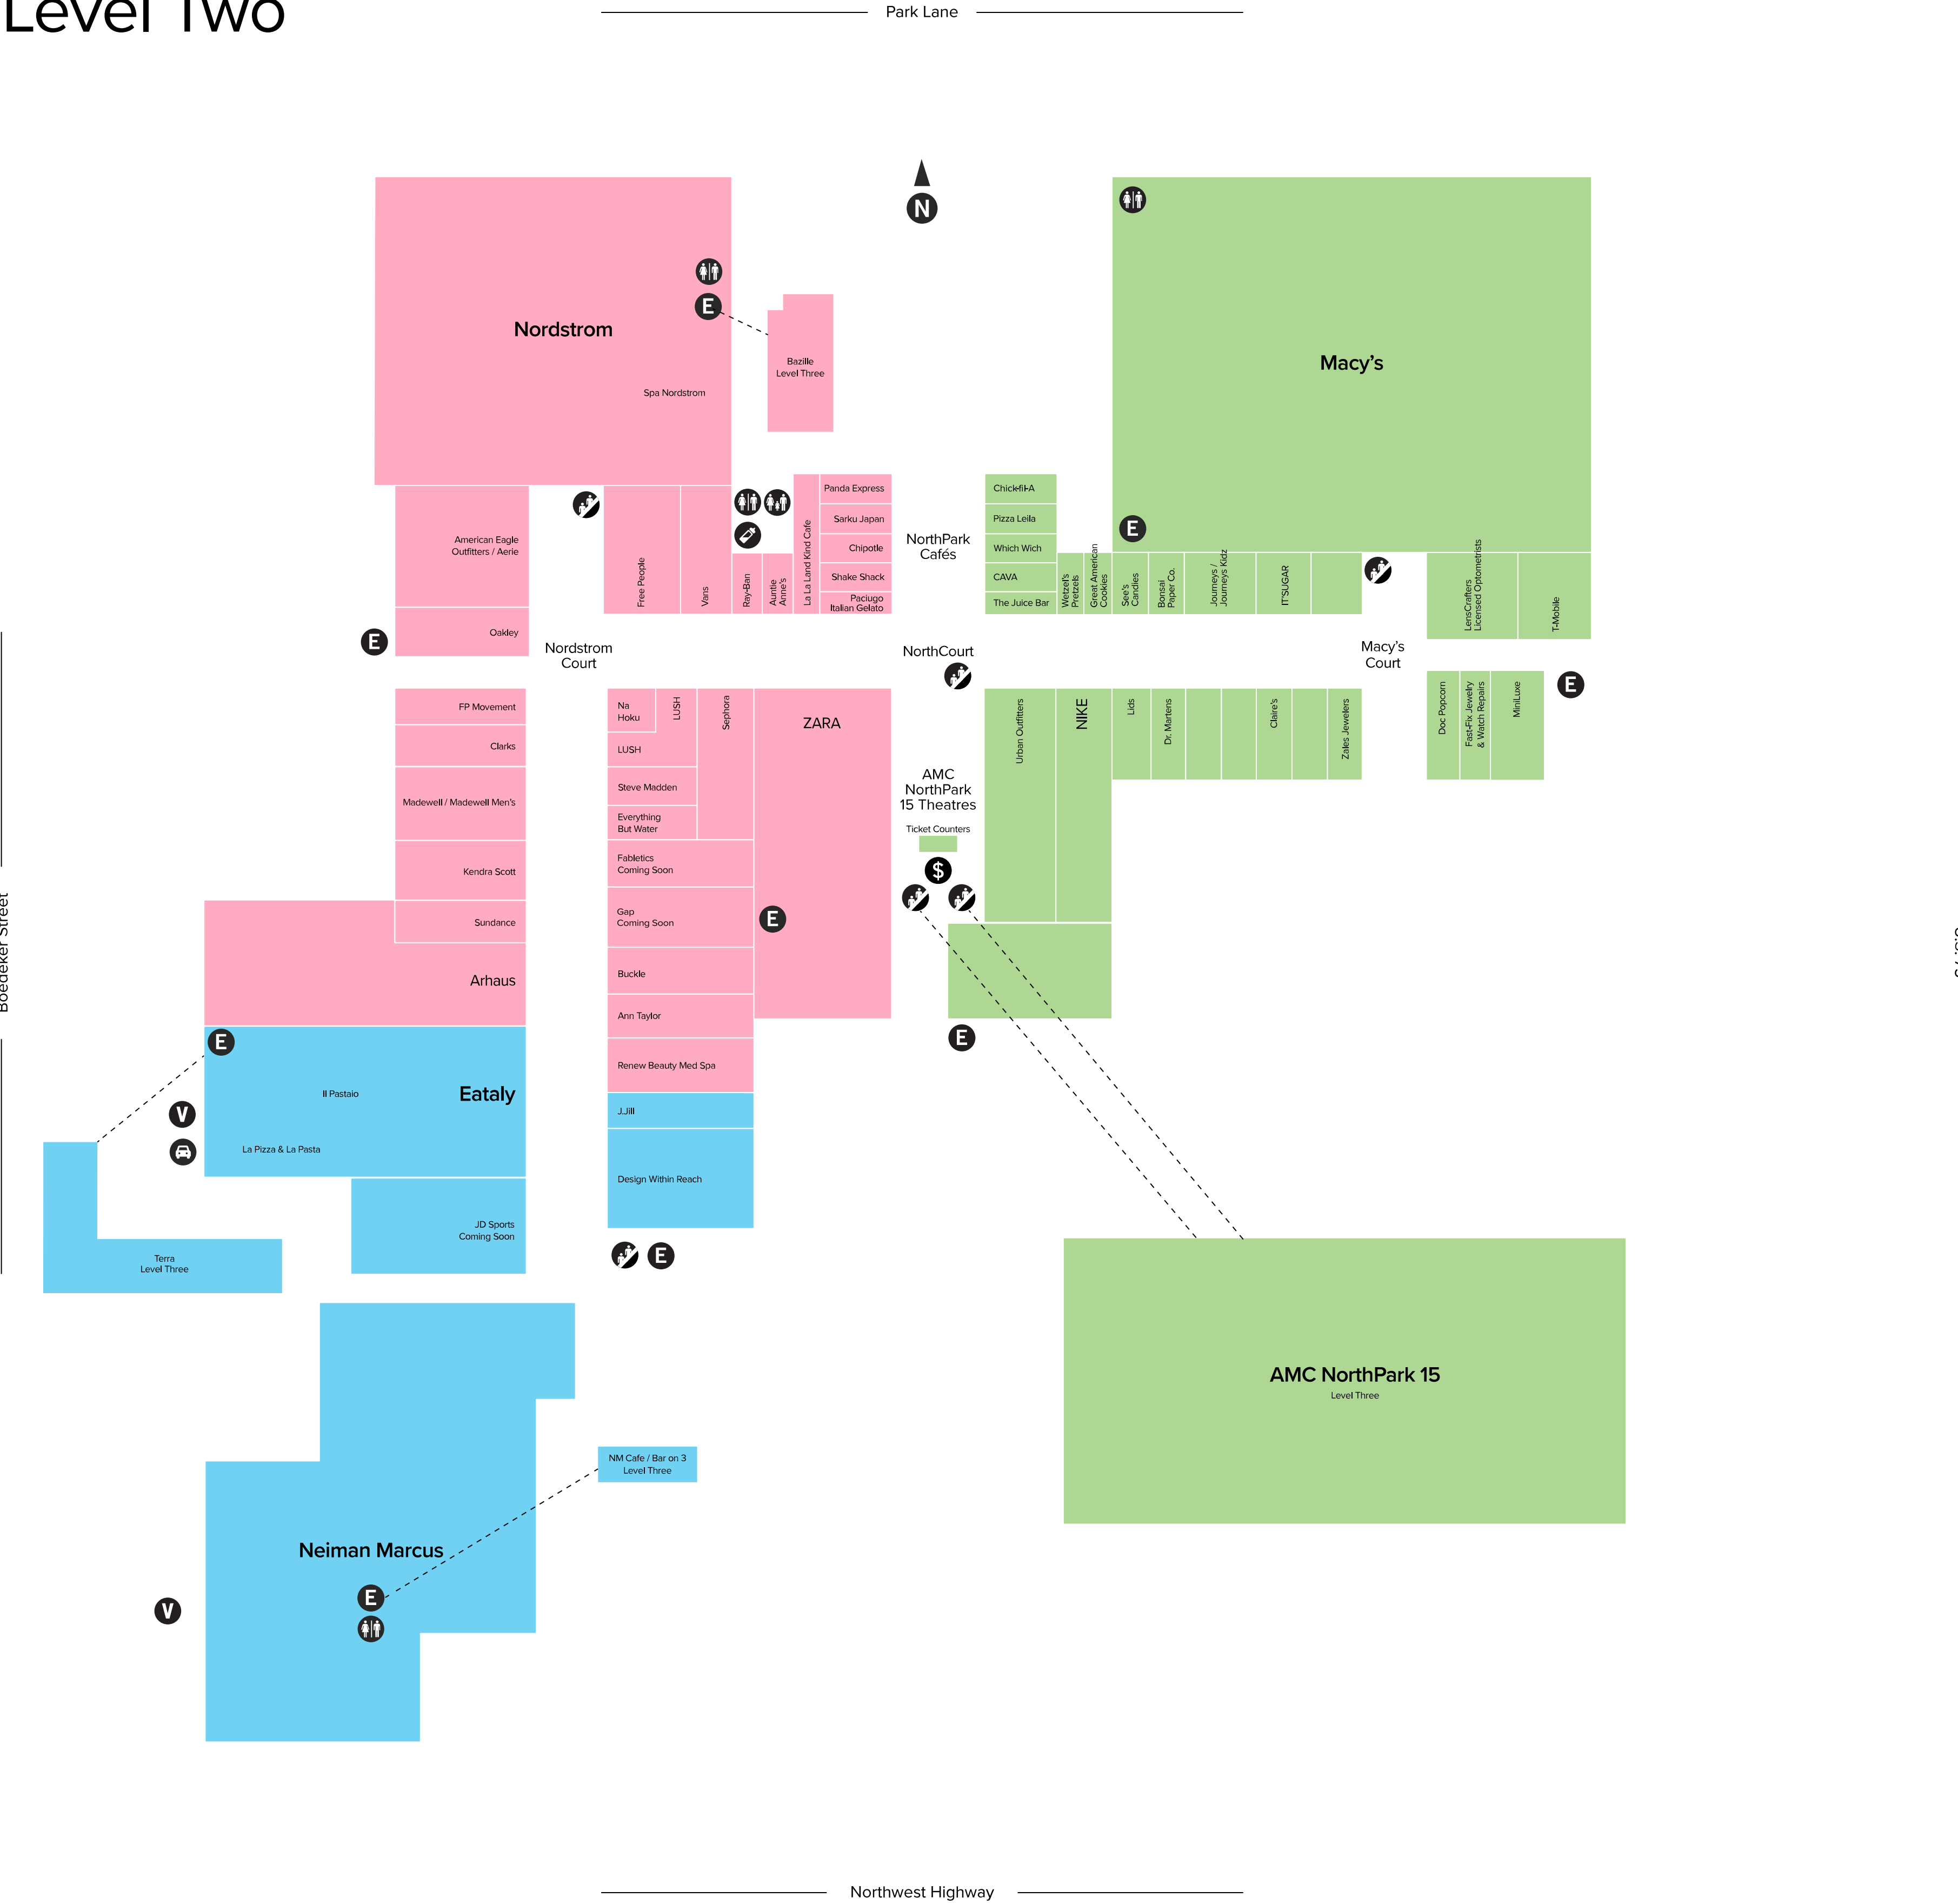 Level Two
Park Lane
N
Nordstrom
E
Spa Nordstrom
Bazille
Level Three
Macy's
E
American Eagle
Outfitters / Aerie
Oakley
E
Free People
Vans
Ray-Ban
Auntie
Anne's
La La Land Kind Cafe
Panda Express
Sarku Japan
Chipotle
Shake Shack
Paciugo
Italian Gelato
NorthPark
Cafés
Chick-fil-A
Pizza Leila
Which Wich
CAVA
The Juice Bar
Wetzel's
Pretzels
Great American
Cookies
See's
Candies
Bonsai
Paper Co.
Journeys /
Journeys Kidz
IT'SUGAR
LensCrafters
Licensed Optometrists
T-Mobile
Nordstrom
Court
NorthCourt
Macy's
Court
FP Movement
Clarks
Madewell / Madewell Men's
Kendra Scott
Sundance
Arhaus
Na
Hoku
LUSH
LUSH
Sephora
ZARA
Steve Madden
Everything
But Water
Fabletics
Coming Soon
Gap
Coming Soon
E
Buckle
Ann Taylor
Renew Beauty Med Spa
J.Jill
Design Within Reach
E
AMC
NorthPark
15 Theatres
Ticket Counters
$
Urban Outfitters
NIKE
Lids
Dr. Martens
Claire's
Zales Jewelers
Doc Popcorn
Fast-Fix Jewelry
& Watch Repairs
MiniLuxe
E
E
Boedeker Street
E
Il Pastaio
Eataly
La Pizza & La Pasta
V
JD Sports
Coming Soon
Terra
Level Three
AMC NorthPark 15
Level Three
NM Cafe / Bar on 3
Level Three
Neiman Marcus
E
V
Northwest Highway